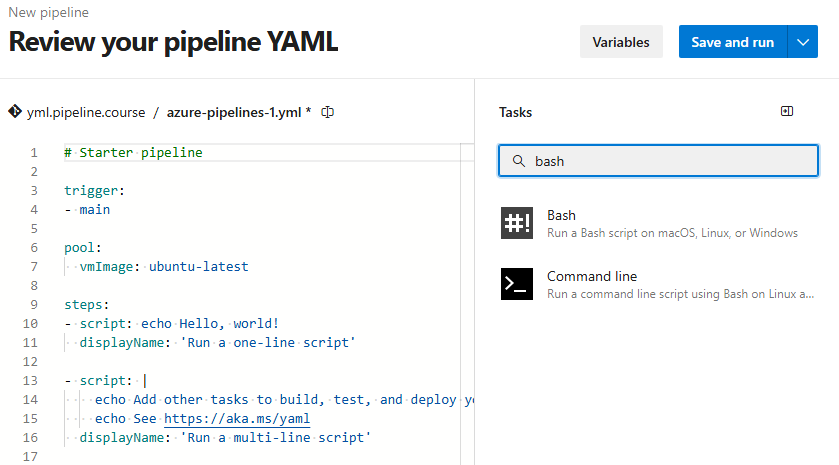 New pipeline
Review your pipeline YAML
Variables
Save and run
yml.pipeline.course / azure-pipelines-1.yml *
1 # Starter pipeline
2
3 trigger:
4 - main
5
6 pool:
7 vmImage: ubuntu-latest
8
9 steps:
10 - script: echo Hello, world!
11 displayName: 'Run a one-line script'
12
13 - script: |
14 echo Add other tasks to build, test, and deploy y
15 echo See https://aka.ms/yaml
16 displayName: 'Run a multi-line script'
17
Tasks
bash
#!
Bash
Run a Bash script on macOS, Linux, or Windows
>_
Command line
Run a command line script using Bash on Linux a...